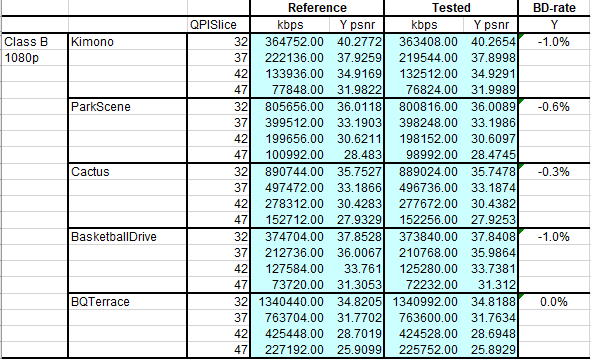 Reference Tested BD-rate
QPISlice kbps Y psnr kbps Y psnr Y
Class B Kimono 32 364752.00 40.2772 363408.00 40.2654 -1.0%
1080p 37 222136.00 37.9259 219544.00 37.8998
42 133936.00 34.9169 132512.00 34.9291
47 77848.00 31.9822 76824.00 31.9989
ParkScene 32 805656.00 36.0118 800816.00 36.0089 -0.6%
37 399512.00 33.1903 398248.00 33.1986
42 199656.00 30.6211 198152.00 30.6097
47 100992.00 28.483 98992.00 28.4745
Cactus 32 890744.00 35.7527 889024.00 35.7478 -0.3%
37 497472.00 33.1866 496736.00 33.1874
42 278312.00 30.4283 277672.00 30.4382
47 152712.00 27.9329 152256.00 27.9253
BasketballDrive 32 374704.00 37.8528 373840.00 37.8408 -1.0%
37 212736.00 36.0067 210768.00 35.9864
42 127584.00 33.761 125280.00 33.7381
47 73720.00 31.3053 72232.00 31.312
BQTerrace 32 1340440.00 34.8205 1340992.00 34.8188 0.0%
37 763704.00 31.7702 763600.00 31.7634
42 425448.00 28.7019 424528.00 28.6948
47 227192.00 25.9099 225752.00 25.8929